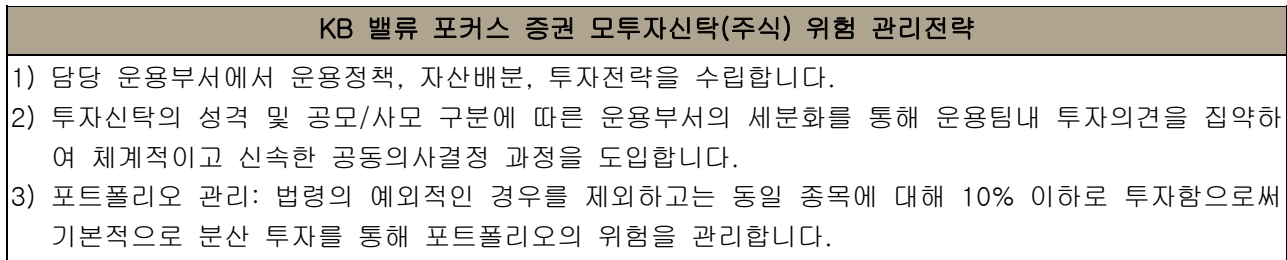 KB 밸류 포커스 증권 모투자신탁(주식) 위험 관리전략
1) 담당 운용부서에서 운용정책, 자산배분, 투자전략을 수립합니다.
2) 투자신탁의 성격 및 공모/사모 구분에 따른 운용부서의 세분화를 통해 운용팀내 투자의견을 집약하
여 체계적이고 신속한 공동의사결정 과정을 도입합니다.
3) 포트폴리오 관리: 법령의 예외적인 경우를 제외하고는 동일 종목에 대해 10% 이하로 투자함으로써
기본적으로 분산 투자를 통해 포트폴리오의 위험을 관리합니다.